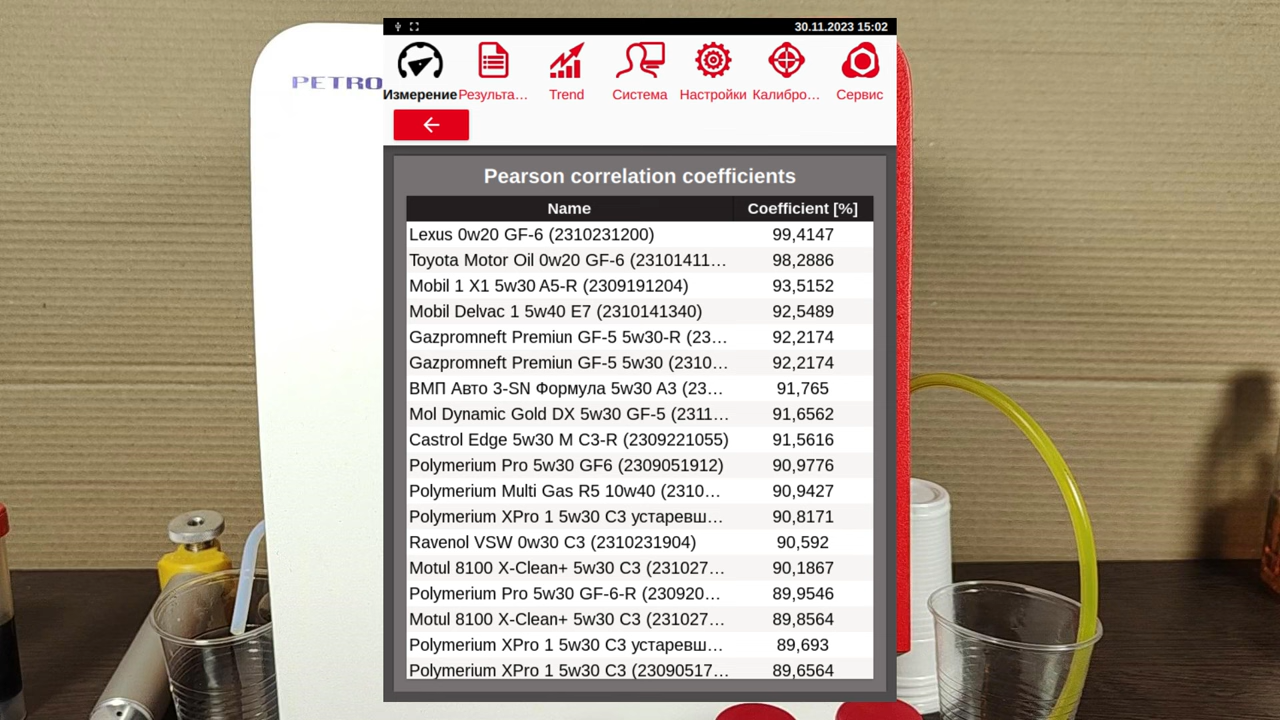 PETRO
30.11.2023 15:02
Измерение Результа… Trend Система Настройки Калибро… Сервис
Pearson correlation coefficients
Name Coefficient [%]
Lexus 0w20 GF-6 (2310231200) 99,4147
Toyota Motor Oil 0w20 GF-6 (23101411… 98,2886
Mobil 1 X1 5w30 A5-R (2309191204) 93,5152
Mobil Delvac 1 5w40 E7 (2310141340) 92,5489
Gazpromneft Premiun GF-5 5w30-R (23… 92,2174
Gazpromneft Premiun GF-5 5w30 (2310… 92,2174
ВМП Авто 3-SN Формула 5w30 A3 (23… 91,765
Mol Dynamic Gold DX 5w30 GF-5 (2311… 91,6562
Castrol Edge 5w30 M C3-R (2309221055) 91,5616
Polymerium Pro 5w30 GF6 (2309051912) 90,9776
Polymerium Multi Gas R5 10w40 (2310… 90,9427
Polymerium XPro 1 5w30 C3 устаревш… 90,8171
Ravenol VSW 0w30 C3 (2310231904) 90,592
Motul 8100 X-Clean+ 5w30 C3 (231027… 90,1867
Polymerium Pro 5w30 GF-6-R (230920… 89,9546
Motul 8100 X-Clean+ 5w30 C3 (231027… 89,8564
Polymerium XPro 1 5w30 C3 устаревш… 89,693
Polymerium XPro 1 5w30 C3 (23090517… 89,6564